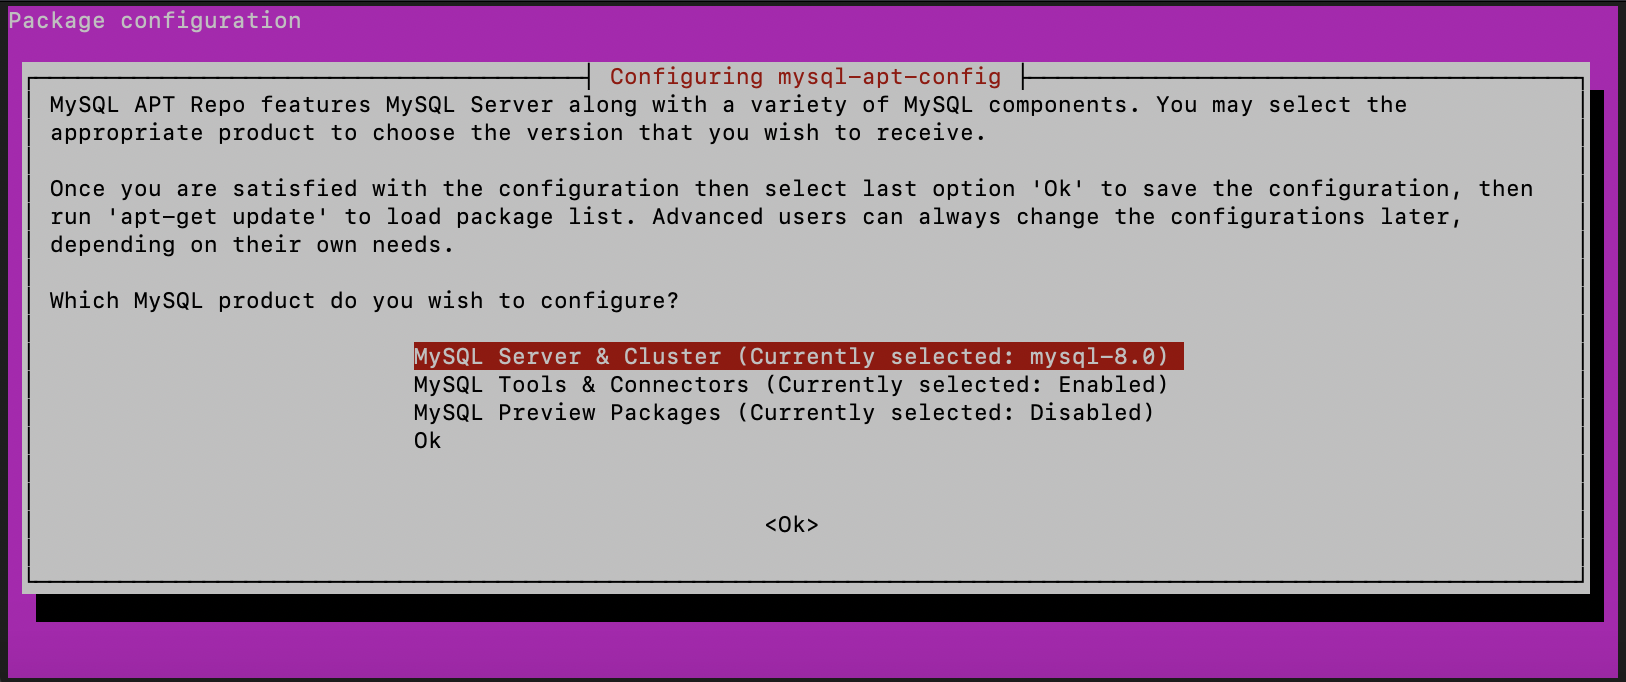 Package configuration
Configuring mysql-apt-config
MySQL APT Repo features MySQL Server along with a variety of MySQL components. You may select the
appropriate product to choose the version that you wish to receive.
Once you are satisfied with the configuration then select last option 'Ok' to save the configuration, then
run 'apt-get update' to load package list. Advanced users can always change the configurations later,
depending on their own needs.
Which MySQL product do you wish to configure?
MySQL Server & Cluster (Currently selected: mysql-8.0)
MySQL Tools & Connectors (Currently selected: Enabled)
MySQL Preview Packages (Currently selected: Disabled)
Ok
<Ok>